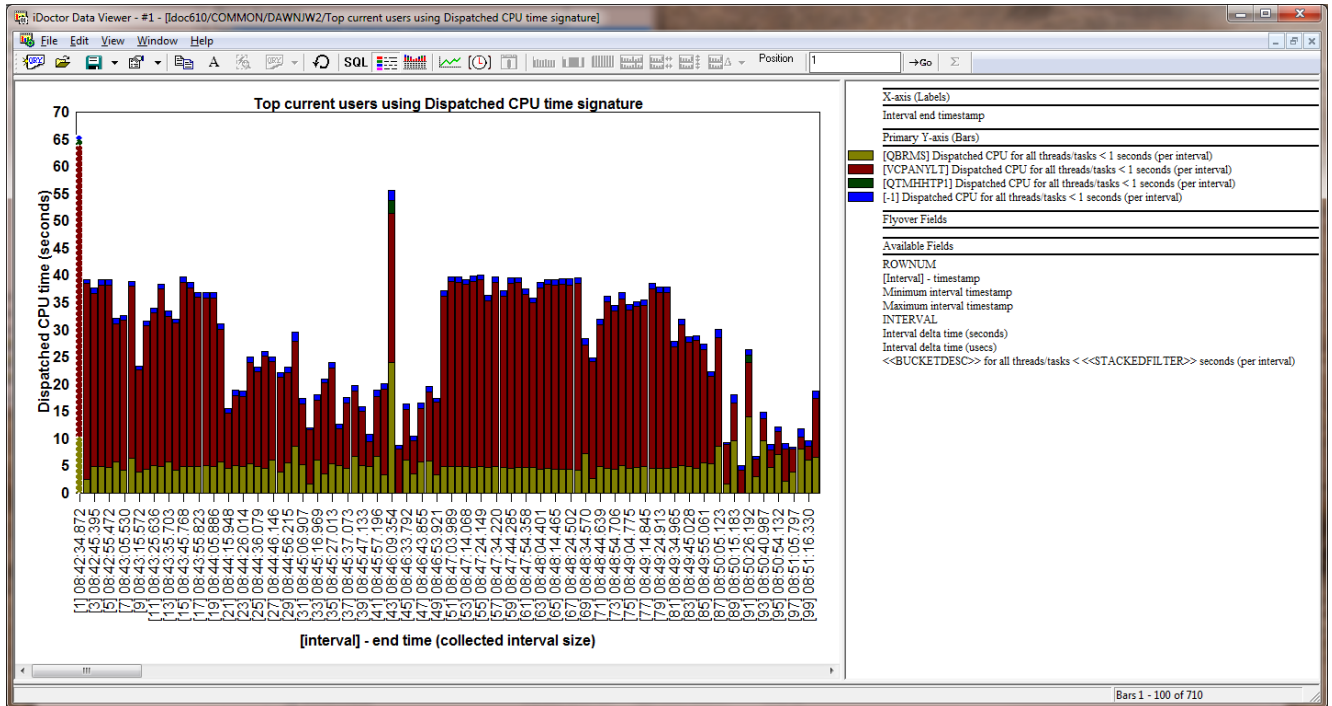 iDoctor Data Viewer - #1 - [Idoc610/COMMON/DAWNJW2/Top current users using Dispatched CPU time signature]
File Edit View Window Help
SQL Position 1 Go Σ
Top current users using Dispatched CPU time signature
Dispatched CPU time (seconds)
70
65
60
55
50
45
40
35
30
25
20
15
10
5
0
[1] 08:42:34.872
[3] 08:42:45.395
[5] 08:42:55.472
[7] 08:43:05.530
[9] 08:43:15.572
[11] 08:43:25.636
[13] 08:43:35.703
[15] 08:43:45.768
[17] 08:43:55.823
[19] 08:44:05.886
[21] 08:44:15.948
[23] 08:44:26.014
[25] 08:44:36.079
[27] 08:44:46.146
[29] 08:44:56.215
[31] 08:45:06.907
[33] 08:45:16.969
[35] 08:45:27.013
[37] 08:45:37.073
[39] 08:45:47.133
[41] 08:45:57.196
[43] 08:46:09.354
[45] 08:46:33.792
[47] 08:46:43.855
[49] 08:46:53.921
[51] 08:47:03.989
[53] 08:47:14.068
[55] 08:47:24.149
[57] 08:47:34.220
[59] 08:47:44.285
[61] 08:47:54.358
[63] 08:48:04.401
[65] 08:48:14.465
[67] 08:48:24.502
[69] 08:48:34.570
[71] 08:48:44.639
[73] 08:48:54.706
[75] 08:49:04.775
[77] 08:49:14.845
[79] 08:49:24.913
[81] 08:49:34.965
[83] 08:49:45.028
[85] 08:49:55.061
[87] 08:50:05.123
[89] 08:50:15.183
[91] 08:50:26.192
[93] 08:50:40.987
[95] 08:50:54.132
[97] 08:51:05.797
[99] 08:51:16.330
[interval] - end time (collected interval size)
X-axis (Labels)
Interval end timestamp
Primary Y-axis (Bars)
[QBRMS] Dispatched CPU for all threads/tasks < 1 seconds (per interval)
[VCPANYLT] Dispatched CPU for all threads/tasks < 1 seconds (per interval)
[QTMHHTP1] Dispatched CPU for all threads/tasks < 1 seconds (per interval)
[-1] Dispatched CPU for all threads/tasks < 1 seconds (per interval)
Flyover Fields
Available Fields
ROWNUM
[Interval] - timestamp
Minimum interval timestamp
Maximum interval timestamp
INTERVAL
Interval delta time (seconds)
Interval delta time (usecs)
<<BUCKETDESC>> for all threads/tasks < <<STACKEDFILTER>> seconds (per interval)
Bars 1 - 100 of 710